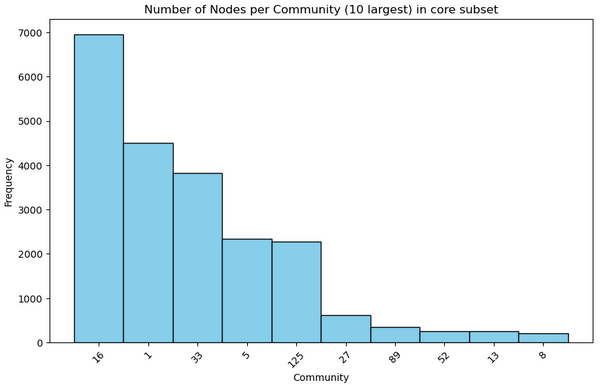 Number of Nodes per Community (10 largest) in core subset
7000
6000
5000
4000
3000
2000
1000
0
Frequency
16 1 33 5 125 27 89 52 13 8
Community